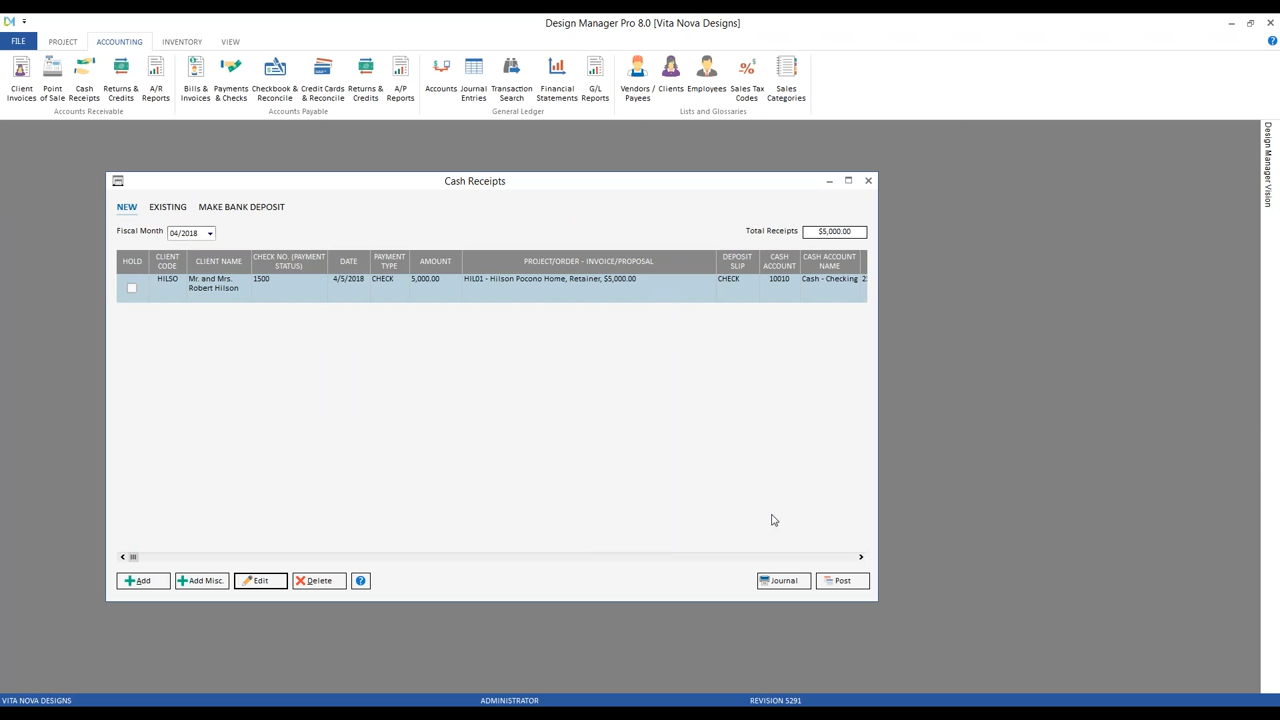 Design Manager Pro 8.0 [Vita Nova Designs]
FILE PROJECT ACCOUNTING INVENTORY VIEW
Client Invoices
Point of Sale
Cash Receipts
Returns & Credits
A/R Reports
Accounts Receivable
Bills & Invoices
Payments & Checks
Checkbook & Reconcile
Credit Cards & Reconcile
Returns & Credits
A/P Reports
Accounts Payable
Accounts
Journal Entries
Transaction Search
Financial Statements
G/L Reports
General Ledger
Vendors / Payees
Clients
Employees
Sales Tax Codes
Sales Categories
Lists and Glossaries
Design Manager Vision
Cash Receipts
NEW EXISTING MAKE BANK DEPOSIT
Fiscal Month 04/2018 Total Receipts $5,000.00
HOLD
CLIENT CODE
CLIENT NAME
CHECK NO. (PAYMENT STATUS)
DATE
PAYMENT TYPE
AMOUNT
PROJECT/ORDER - INVOICE/PROPOSAL
DEPOSIT SLIP
CASH ACCOUNT
CASH ACCOUNT NAME
HILSO Mr. and Mrs. 1500 4/5/2018 CHECK 5,000.00 HIL01 - Hilson Pocono Home, Retainer, $5,000.00 CHECK 10010 Cash - Checking
Robert Hilson
Add Add Misc. Edit Delete Journal Post
VITA NOVA DESIGNS ADMINISTRATOR REVISION 5291